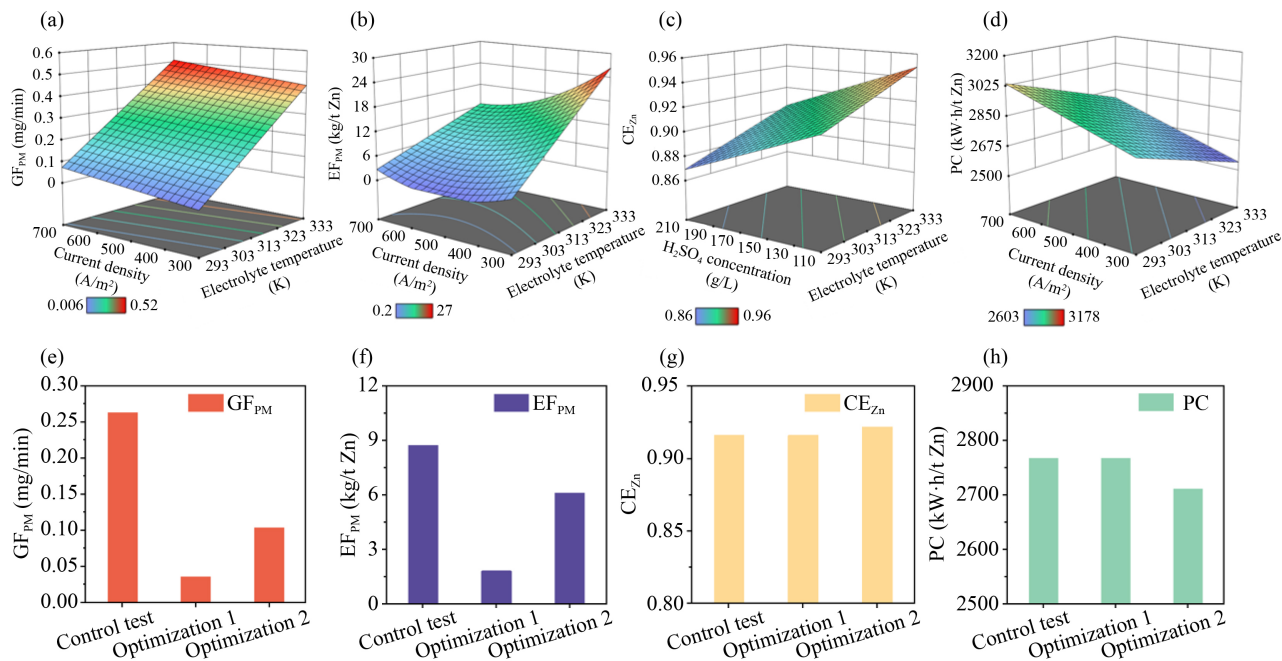 (a)
GF_PM (mg/min)
0.6
0.5
0.4
0.3
0.2
0.1
0
700
600
500
400
300
Current density
(A/m²)
293
303
313
323
333
Electrolyte temperature
(K)
0.006 0.52
(b)
EF_PM (kg/t Zn)
30
24
18
12
6
0
700
600
500
400
300
Current density
(A/m²)
293
303
313
323
333
Electrolyte temperature
(K)
0.2 27
(c)
CE_Zn
0.96
0.94
0.92
0.90
0.88
0.86
210
190
170
150
130
110
H₂SO₄ concentration
(g/L)
293
303
313
323
333
Electrolyte temperature
(K)
0.86 0.96
(d)
PC (kW·h/t Zn)
3200
3025
2850
2675
2500
700
600
500
400
300
Current density
(A/m²)
293
303
313
323
333
Electrolyte temperature
(K)
2603 3178
(e)
GF_PM (mg/min)
0.30
0.25
0.20
0.15
0.10
0.05
0.00
GF_PM
Control test
Optimization 1
Optimization 2
(f)
EF_PM (kg/t Zn)
12
9
6
3
0
EF_PM
Control test
Optimization 1
Optimization 2
(g)
CE_Zn
0.95
0.90
0.85
0.80
CE_Zn
Control test
Optimization 1
Optimization 2
(h)
PC (kW·h/t Zn)
2900
2800
2700
2600
2500
PC
Control test
Optimization 1
Optimization 2